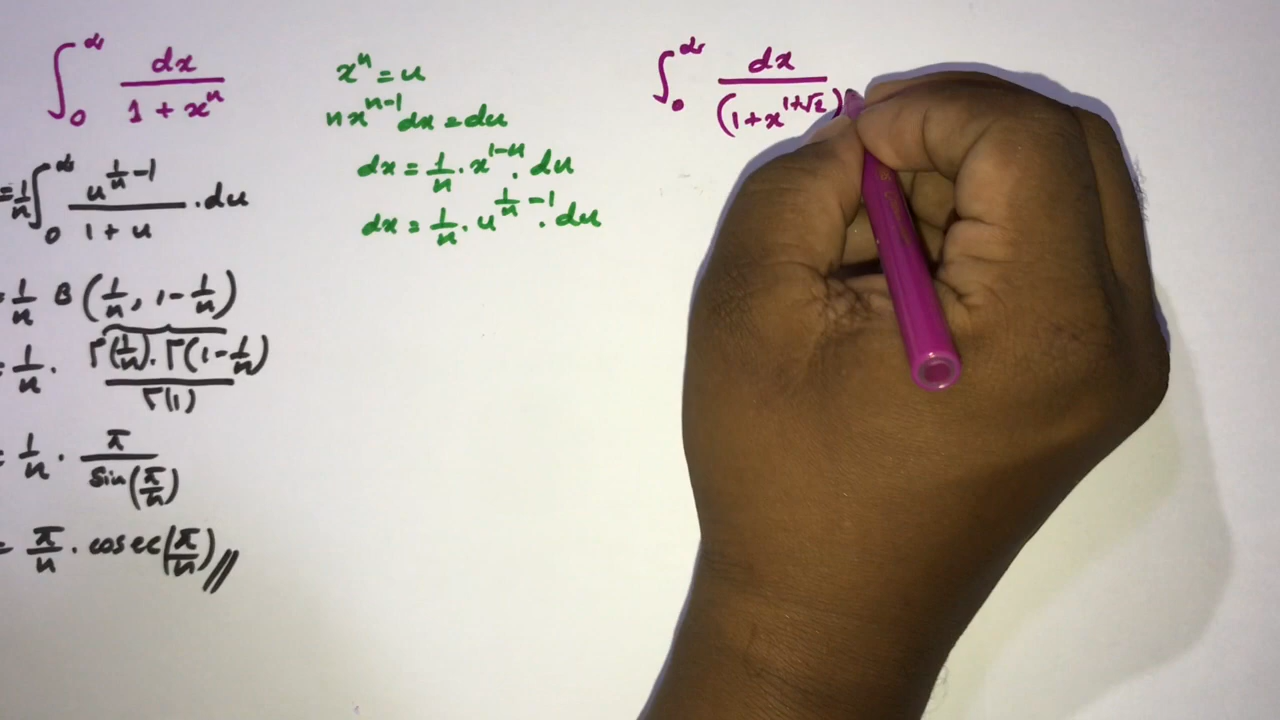 ∫₀^∞ dx / (1 + xⁿ)
= 1/n ∫₀^∞ u^(1/n − 1) / (1 + u) . du
= 1/n B (1/n, 1 − 1/n)
= 1/n . Γ(1/n) . Γ(1 − 1/n) / Γ(1)
= 1/n . π / sin(π/n)
= π/n . cosec(π/n) //
xⁿ = u
n x^(n−1) dx = du
dx = 1/n . x^(1−n) . du
dx = 1/n . u^(1/n − 1) . du
∫₀^∞ dx / (1 + x^(1+√2))